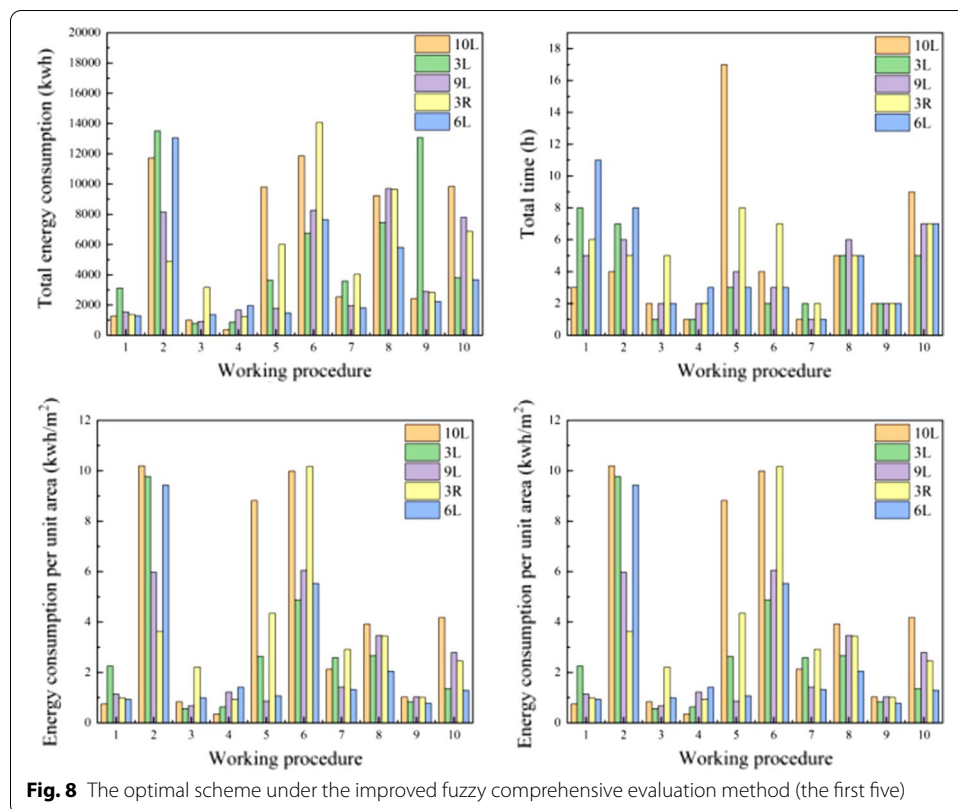 Total energy consumption (kwh)
20000
18000
16000
14000
12000
10000
8000
6000
4000
2000
0
10L
3L
9L
3R
6L
1 2 3 4 5 6 7 8 9 10
Working procedure
Total time (h)
18
16
14
12
10
8
6
4
2
0
10L
3L
9L
3R
6L
1 2 3 4 5 6 7 8 9 10
Working procedure
Energy consumption per unit area (kwh/m²)
12
10
8
6
4
2
0
10L
3L
9L
3R
6L
1 2 3 4 5 6 7 8 9 10
Working procedure
Energy consumption per unit area (kwh/m²)
12
10
8
6
4
2
0
10L
3L
9L
3R
6L
1 2 3 4 5 6 7 8 9 10
Working procedure
Fig. 8 The optimal scheme under the improved fuzzy comprehensive evaluation method (the first five)